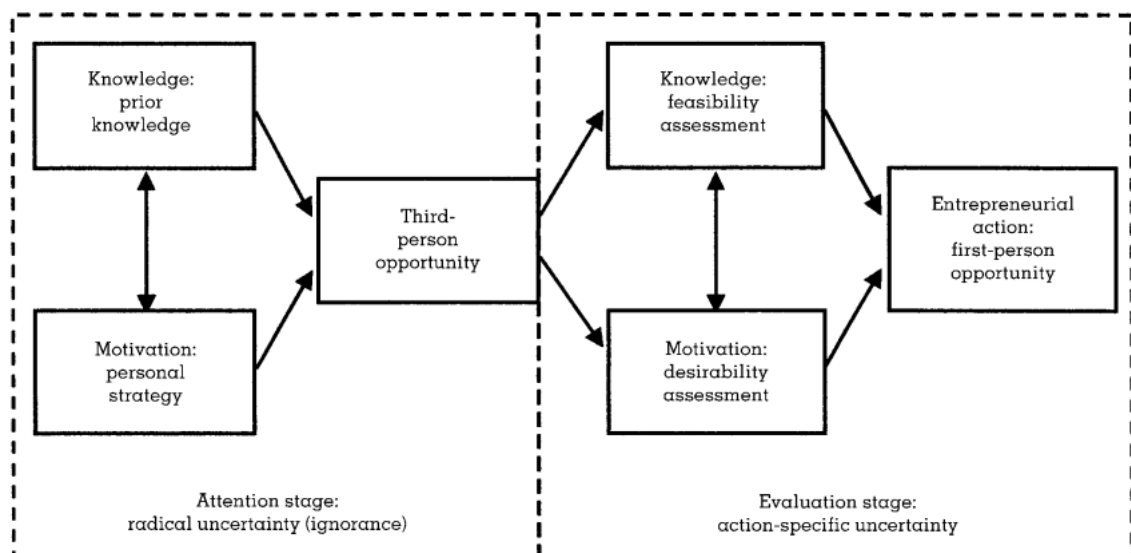 Knowledge:
prior
knowledge
Motivation:
personal
strategy
Third-
person
opportunity
Attention stage:
radical uncertainty (ignorance)
Knowledge:
feasibility
assessment
Motivation:
desirability
assessment
Entrepreneurial
action:
first-person
opportunity
Evaluation stage:
action-specific uncertainty